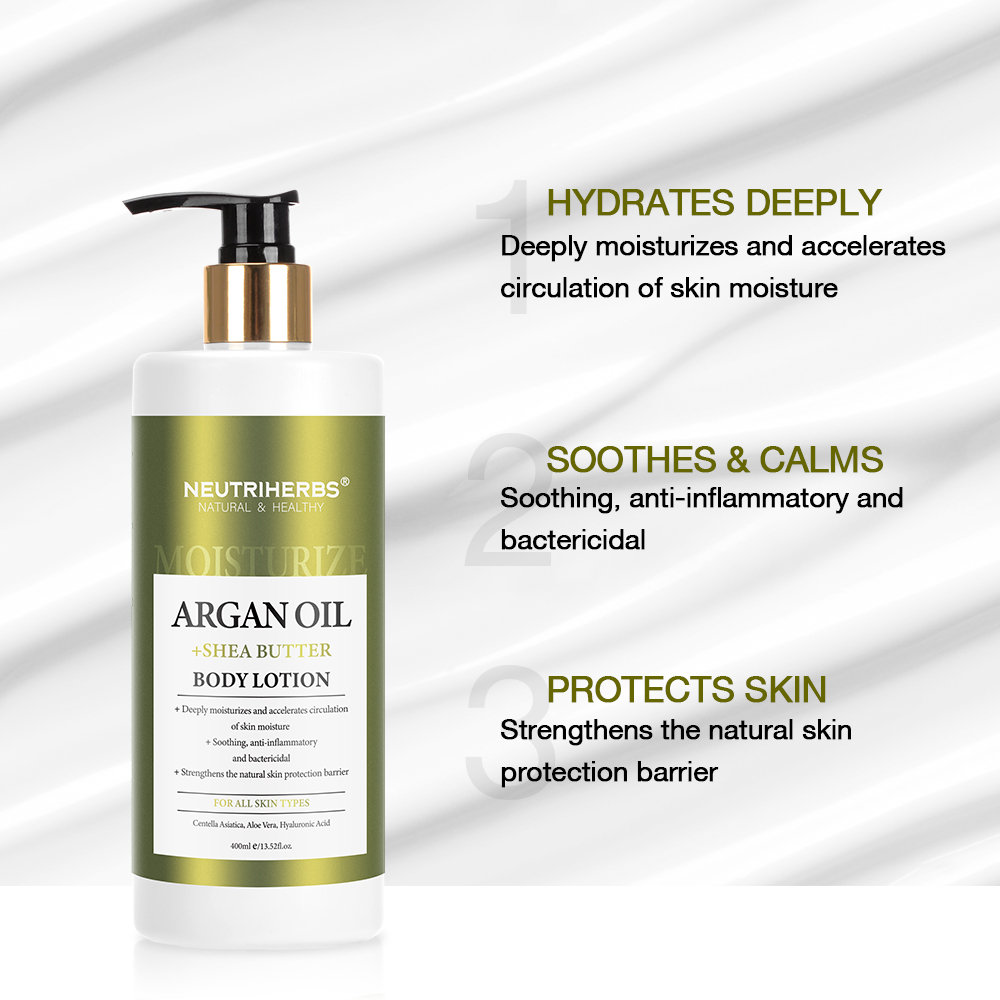 1
HYDRATES DEEPLY
Deeply moisturizes and accelerates
circulation of skin moisture
2
SOOTHES & CALMS
Soothing, anti-inflammatory and
bactericidal
3
PROTECTS SKIN
Strengthens the natural skin
protection barrier
NEUTRIHERBS®
NATURAL & HEALTHY
MOISTURIZE
ARGAN OIL
+SHEA BUTTER
BODY LOTION
+ Deeply moisturizes and accelerates circulation
of skin moisture
+ Soothing, anti-inflammatory
and bactericidal
+ Strengthens the natural skin protection barrier
FOR ALL SKIN TYPES
Centella Asiatica, Aloe Vera, Hyaluronic Acid
400ml e/13.52fl.oz.